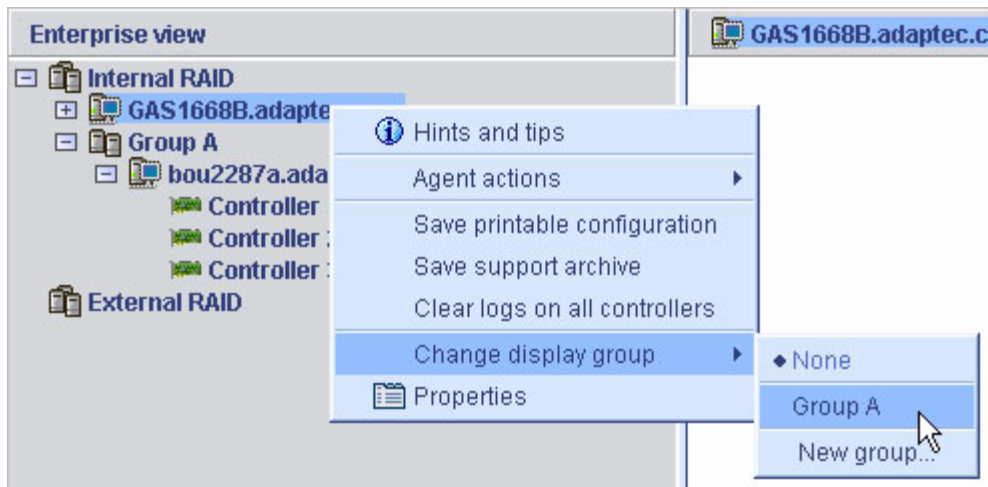 Enterprise view
GAS1668B.adaptec.c
Internal RAID
GAS1668B.adapte
Group A
bou2287a.ada
Controller
Controller
Controller
External RAID
Hints and tips
Agent actions
Save printable configuration
Save support archive
Clear logs on all controllers
Change display group
Properties
None
Group A
New group...